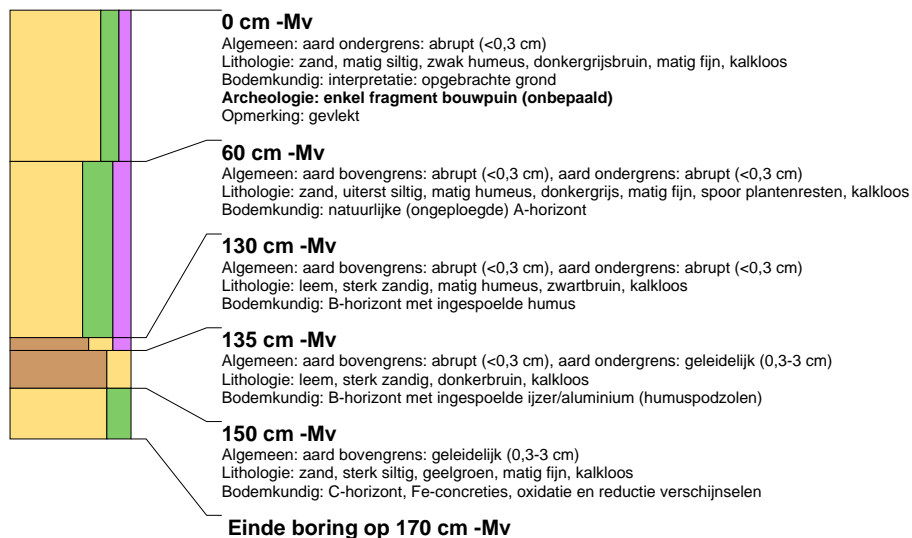 0 cm -Mv
Algemeen: aard ondergrens: abrupt (<0,3 cm)
Lithologie: zand, matig siltig, zwak humeus, donkergrijsbruin, matig fijn, kalkloos
Bodemkundig: interpretatie: opgebrachte grond
Archeologie: enkel fragment bouwpuin (onbepaald)
Opmerking: gevlekt
60 cm -Mv
Algemeen: aard bovengrens: abrupt (<0,3 cm), aard ondergrens: abrupt (<0,3 cm)
Lithologie: zand, uiterst siltig, matig humeus, donkergrijs, matig fijn, spoor plantenresten, kalkloos
Bodemkundig: natuurlijke (ongeploegde) A-horizont
130 cm -Mv
Algemeen: aard bovengrens: abrupt (<0,3 cm), aard ondergrens: abrupt (<0,3 cm)
Lithologie: leem, sterk zandig, matig humeus, zwartbruin, kalkloos
Bodemkundig: B-horizont met ingespoelde humus
135 cm -Mv
Algemeen: aard bovengrens: abrupt (<0,3 cm), aard ondergrens: geleidelijk (0,3-3 cm)
Lithologie: leem, sterk zandig, donkerbruin, kalkloos
Bodemkundig: B-horizont met ingespoelde ijzer/aluminium (humuspodzolen)
150 cm -Mv
Algemeen: aard bovengrens: geleidelijk (0,3-3 cm)
Lithologie: zand, sterk siltig, geelgroen, matig fijn, kalkloos
Bodemkundig: C-horizont, Fe-concreties, oxidatie en reductie verschijnselen
Einde boring op 170 cm -Mv